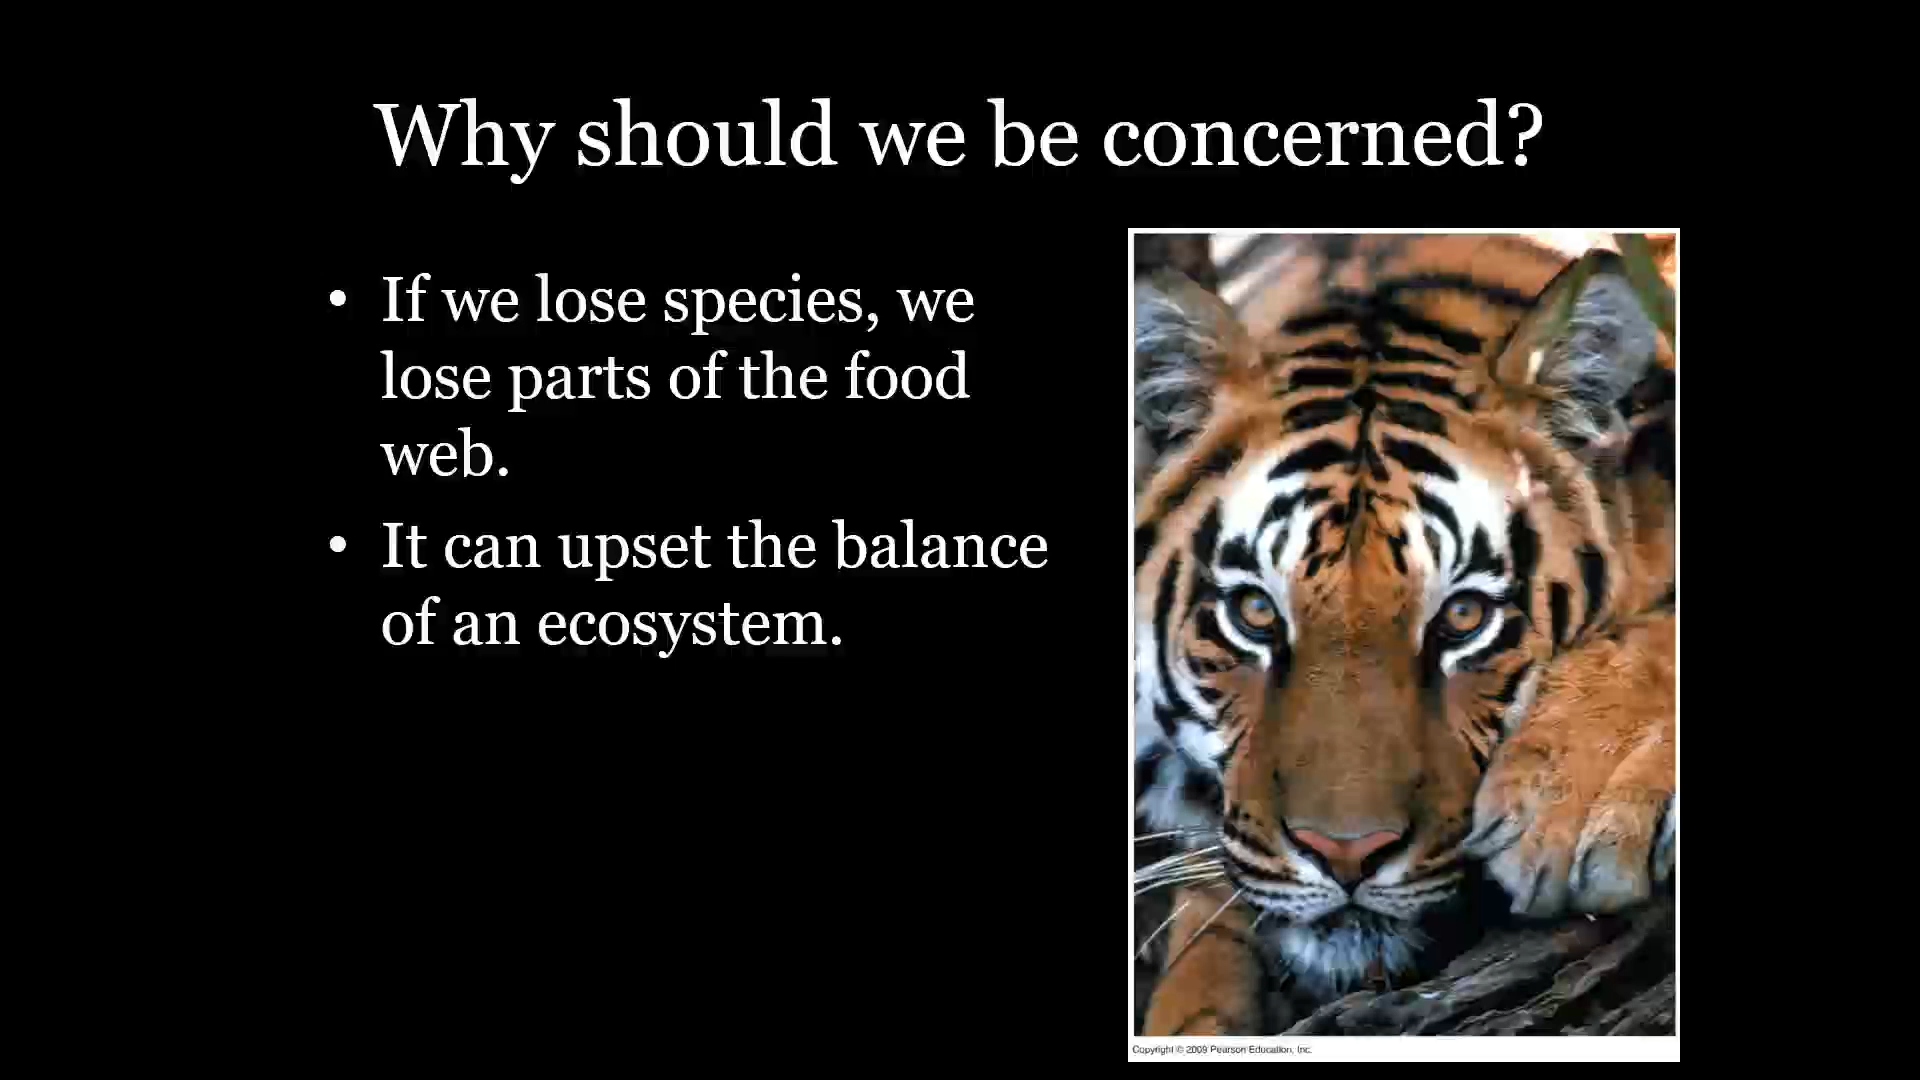 Why should we be concerned?
• If we lose species, we
lose parts of the food
web.
• It can upset the balance
of an ecosystem.
Copyright © 2009 Pearson Education, Inc.